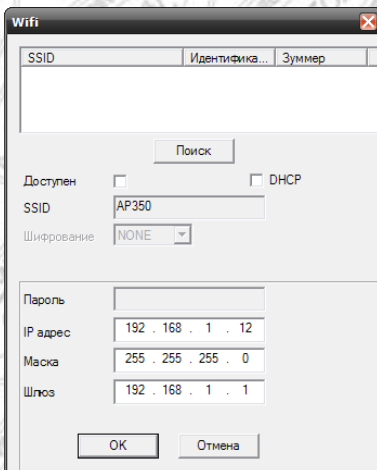 Wifi
SSID Идентифика... Зуммер
Поиск
Доступен DHCP
SSID AP350
Шифрование NONE
Пароль
IP адрес 192 . 168 . 1 . 12
Маска 255 . 255 . 255 . 0
Шлюз 192 . 168 . 1 . 1
OK Отмена